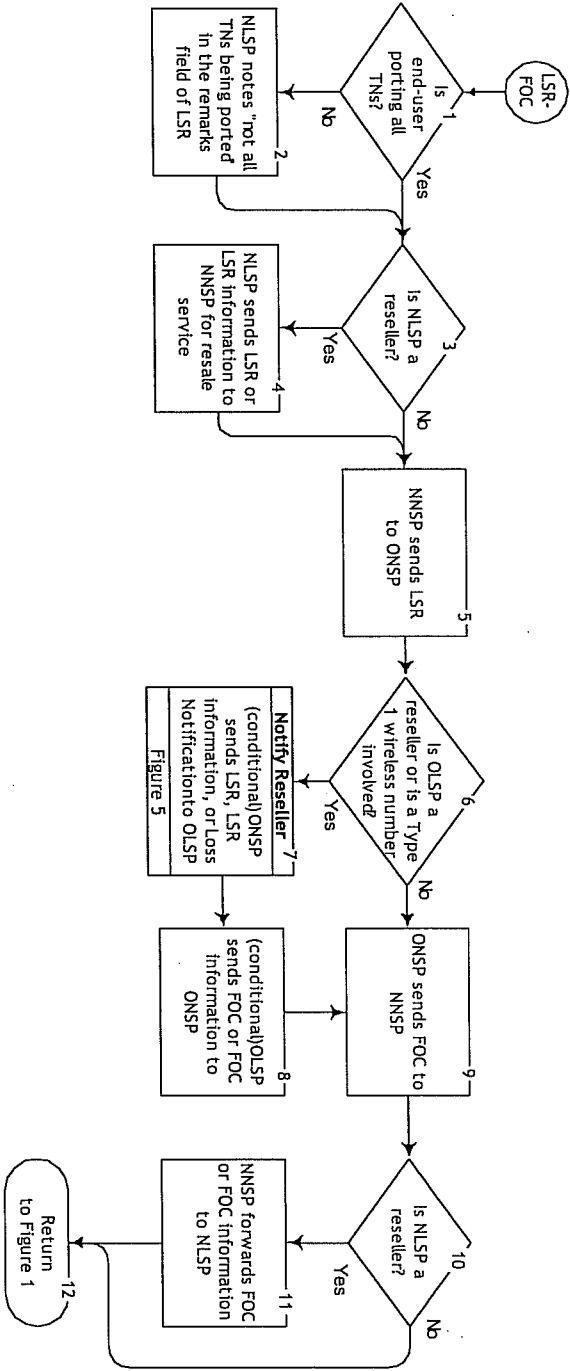 LSR-
FOC
1
Is
end-user
porting all
TNs?
Yes
No
2
NLSP notes "not all
TNs being ported"
in the remarks
field of LSR
3
Is NLSP a
reseller?
No
Yes
4
NLSP sends LSR or
LSR information to
NNSP for resale
service
5
NNSP sends LSR
to ONSP
6
Is OLSP a
reseller or is a Type
1 wireless number
involved?
No
Yes
7
Notify Reseller
(conditional)ONSP
sends LSR, LSR
information, or Loss
Notificationto OLSP
Figure 5
8
(conditional)OLSP
sends FOC or FOC
information to
ONSP
9
ONSP sends FOC to
NNSP
10
Is NLSP a
reseller?
No
Yes
11
NNSP forwards FOC
or FOC information
to NLSP
12
Return
to Figure 1